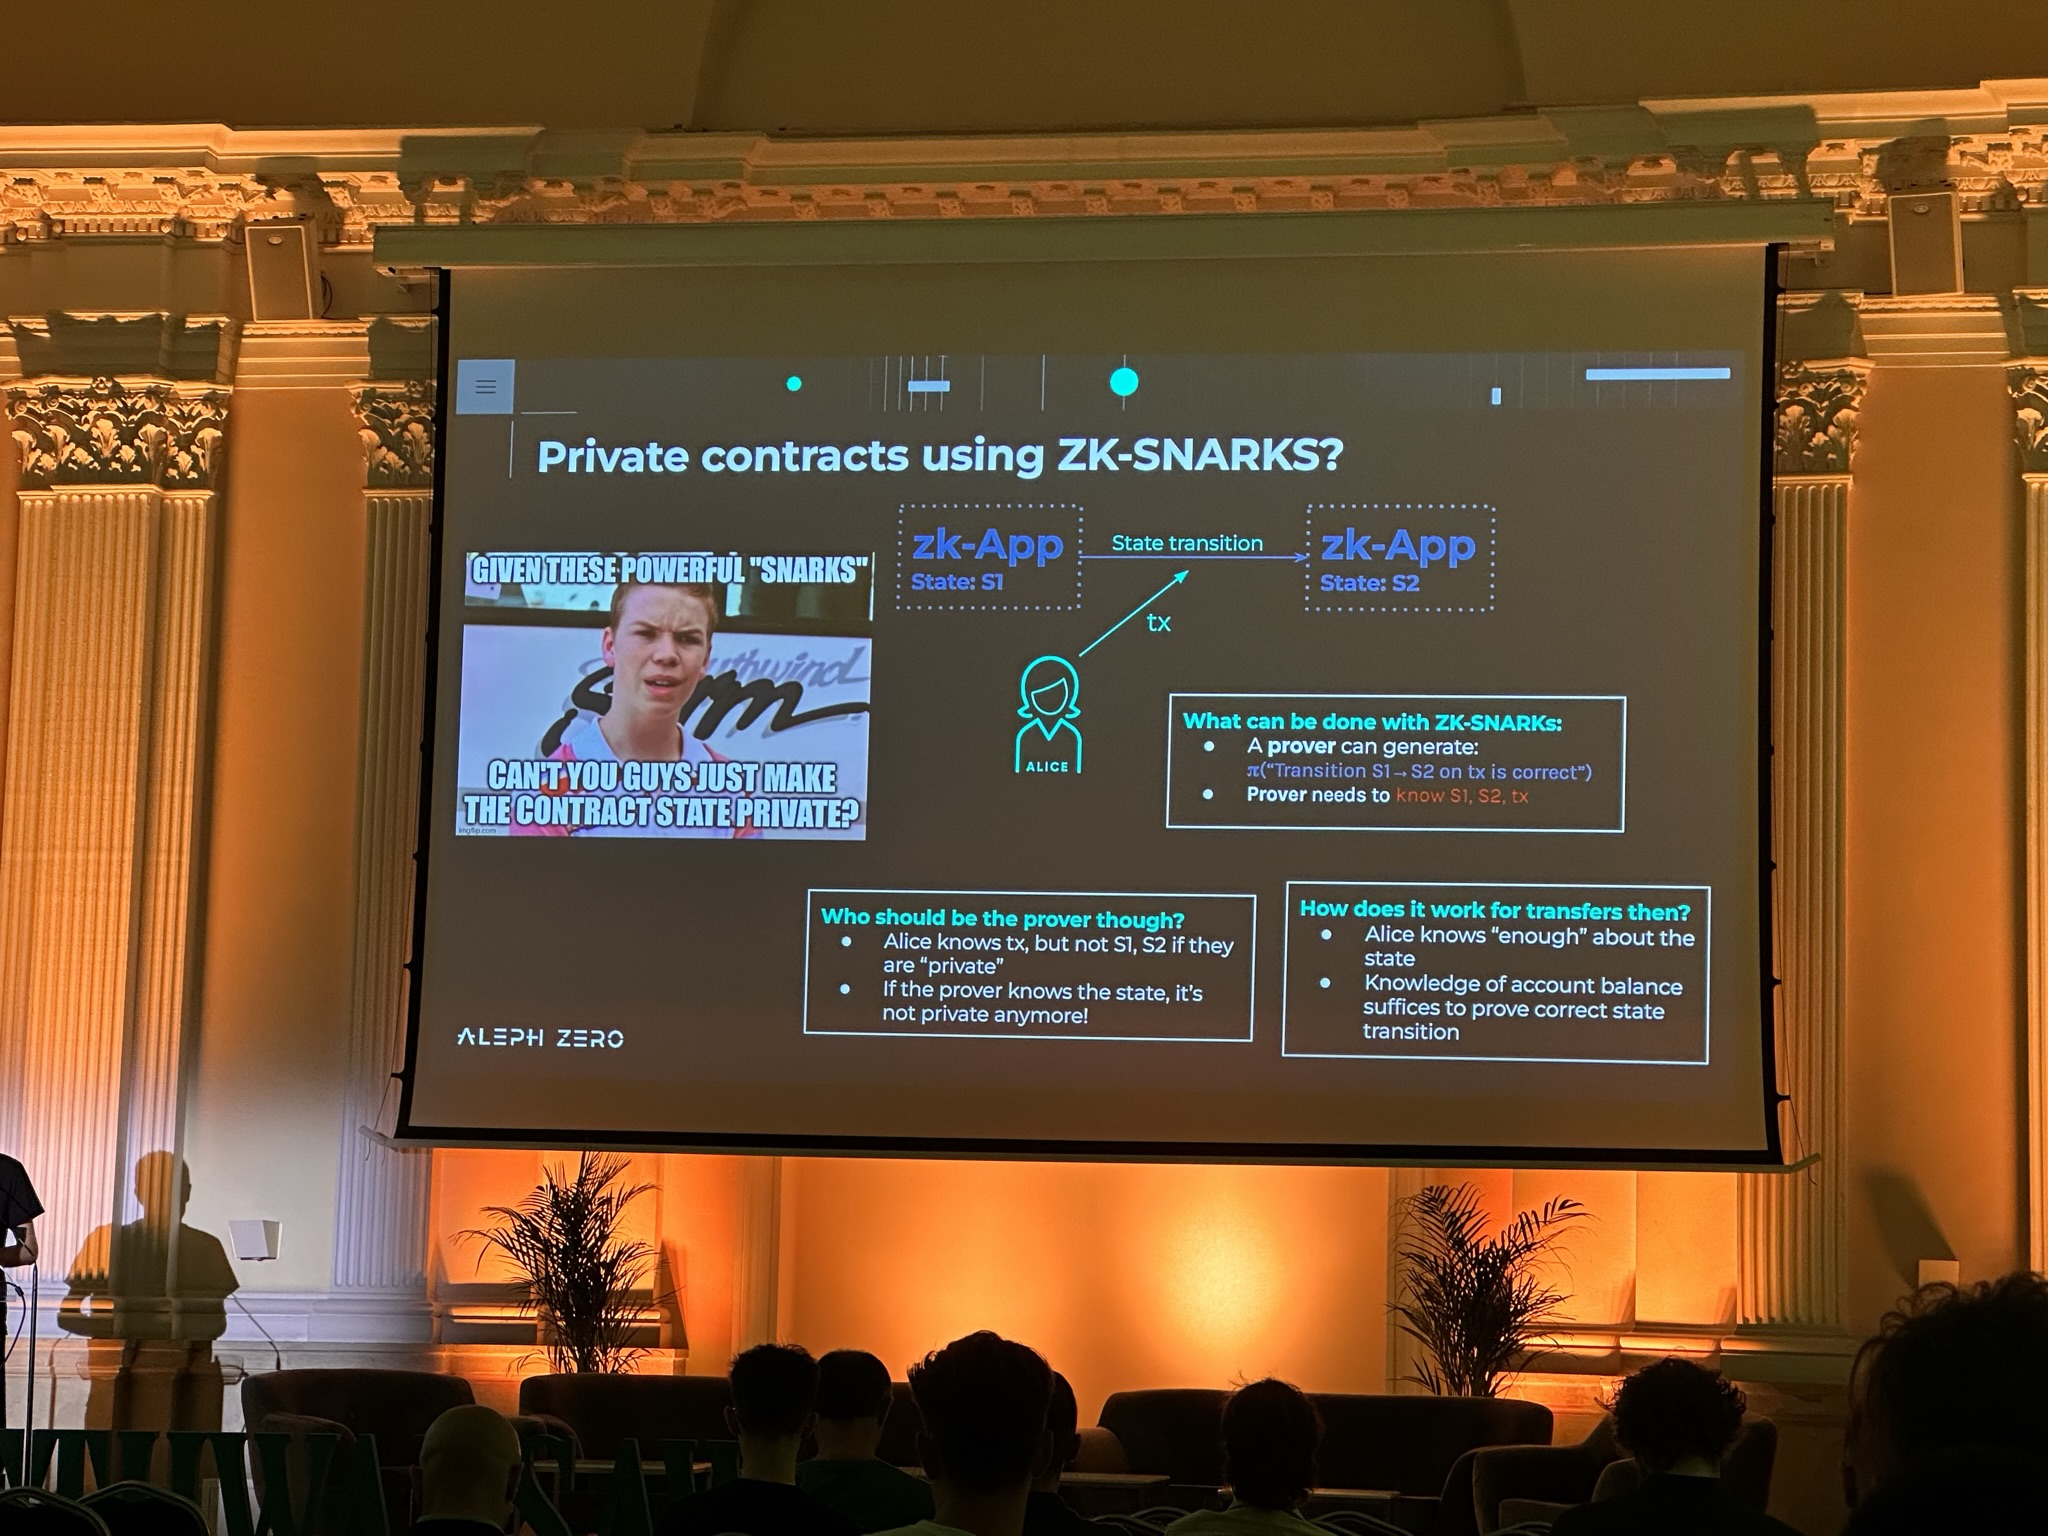 Private contracts using ZK-SNARKS?
GIVEN THESE POWERFUL "SNARKS"
CAN'T YOU GUYS JUST MAKE
THE CONTRACT STATE PRIVATE?
imgflip.com
zk-App
State: S1
State transition
zk-App
State: S2
tx
ALICE
What can be done with ZK-SNARKs:
● A prover can generate:
π(“Transition S1→S2 on tx is correct”)
● Prover needs to know S1, S2, tx
Who should be the prover though?
● Alice knows tx, but not S1, S2 if they
are “private”
● If the prover knows the state, it's
not private anymore!
How does it work for transfers then?
● Alice knows “enough” about the
state
● Knowledge of account balance
suffices to prove correct state
transition
ALEPH ZERO